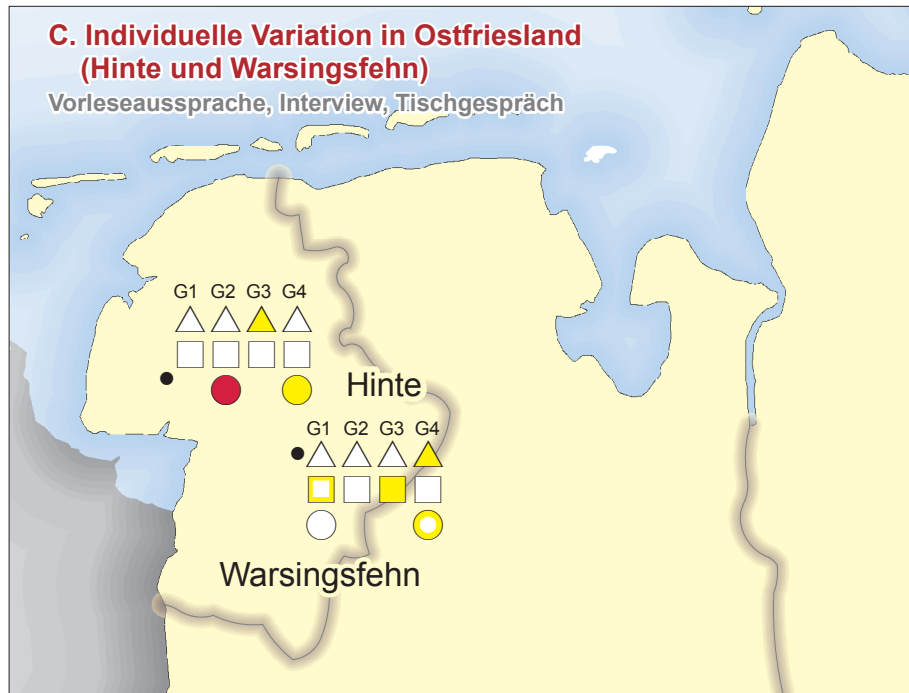 C. Individuelle Variation in Ostfriesland
(Hinte und Warsingsfehn)
Vorleseaussprache, Interview, Tischgespräch
G1 G2 G3 G4
Hinte
G1 G2 G3 G4
Warsingsfehn